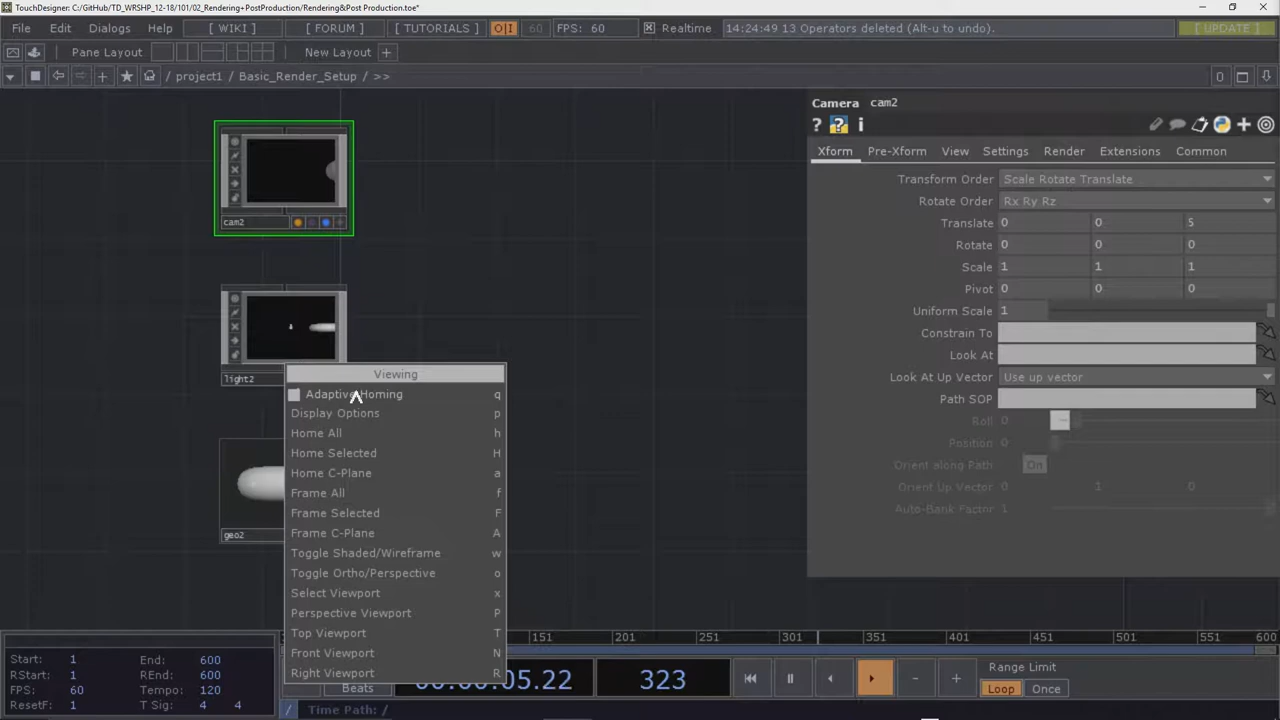 TouchDesigner: C:/GitHub/TD_WRSHP_12-18/101/02_Rendering+PostProduction/Rendering&Post Production.toe*
File Edit Dialogs Help [ WIKI ] [ FORUM ] [ TUTORIALS ] O|I 60 FPS: 60 Realtime 14:24:49 13 Operators deleted (Alt-u to undo). [ UPDATE ]
Pane Layout New Layout +
/ project1 / Basic_Render_Setup / >> 0
Camera cam2
? ? i
Xform Pre-Xform View Settings Render Extensions Common
Transform Order Scale Rotate Translate
Rotate Order Rx Ry Rz
Translate 0 0 5
Rotate 0 0 0
Scale 1 1 1
Pivot 0 0 0
Uniform Scale 1
Constrain To
Look At
Look At Up Vector Use up vector
Path SOP
Roll 0
Position 0
Orient along Path On
Orient Up Vector 0 1 0
Auto-Bank Factor 1
cam2
light2
geo2
Viewing
Adaptive Homing q
Display Options p
Home All h
Home Selected H
Home C-Plane a
Frame All f
Frame Selected F
Frame C-Plane A
Toggle Shaded/Wireframe w
Toggle Ortho/Perspective o
Select Viewport x
Perspective Viewport P
Top Viewport T
Front Viewport N
Right Viewport R
151 201 251 301 351 401 451 501 551 600
Start: 1 End: 600
RStart: 1 REnd: 600
FPS: 60 Tempo: 120
ResetF: 1 T Sig: 4 4
Beats
00:00:05.22
323
Range Limit
Loop Once
/ Time Path: /